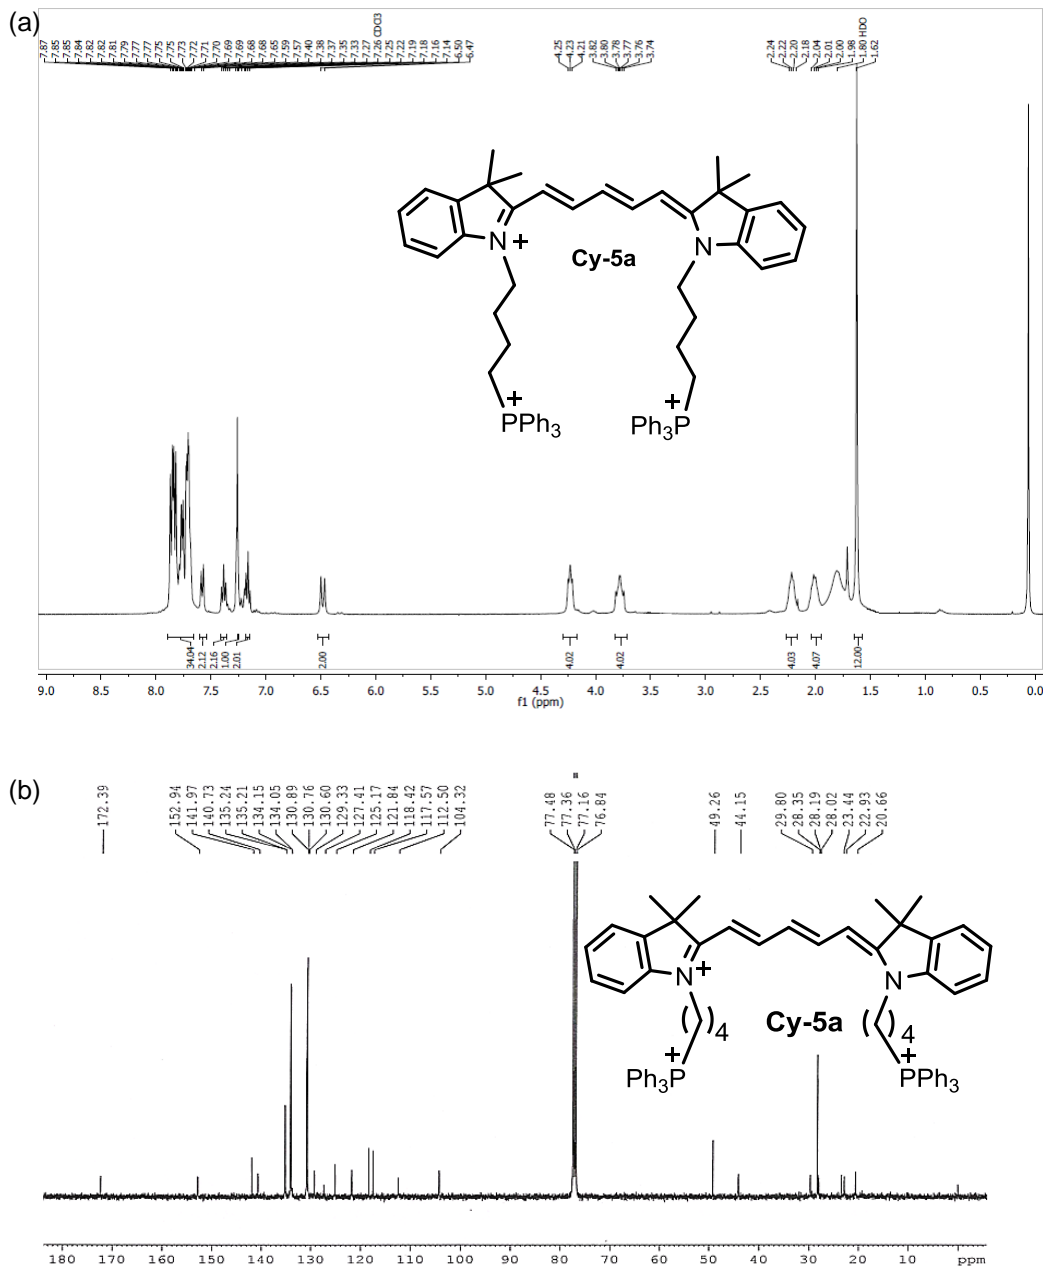 (a)
7.87 7.85 7.85 7.84 7.82 7.82 7.81 7.79 7.77 7.77 7.75 7.75 7.73 7.72 7.71 7.70 7.69 7.69 7.68 7.68 7.65 7.59 7.57 7.40 7.38 7.37 7.35 7.33 7.27 7.26 CDCl3 7.25 7.22 7.19 7.18 7.16 7.14 6.50 6.47 4.25 4.23 4.21 3.82 3.80 3.78 3.77 3.76 3.74 2.24 2.22 2.20 2.18 2.04 2.01 2.00 1.98 1.80 HDO 1.62
N + Cy-5a N
+
PPh3
+
Ph3P
34.04 2.12 2.16 1.00 2.01 2.00 4.02 4.02 4.03 4.07 12.00
9.0 8.5 8.0 7.5 7.0 6.5 6.0 5.5 5.0 4.5 4.0 3.5 3.0 2.5 2.0 1.5 1.0 0.5 0.0
f1 (ppm)
(b)
172.39 152.94 141.97 140.73 135.24 135.21 134.15 134.05 130.89 130.76 130.60 129.33 127.41 125.17 121.84 118.42 117.57 112.50 104.32 77.48 77.36 77.16 76.84 49.26 44.15 29.80 28.35 28.19 28.02 23.44 22.93 20.66
N + N
( )4 Cy-5a ( )4
+ +
Ph3P PPh3
180 170 160 150 140 130 120 110 100 90 80 70 60 50 40 30 20 10 ppm